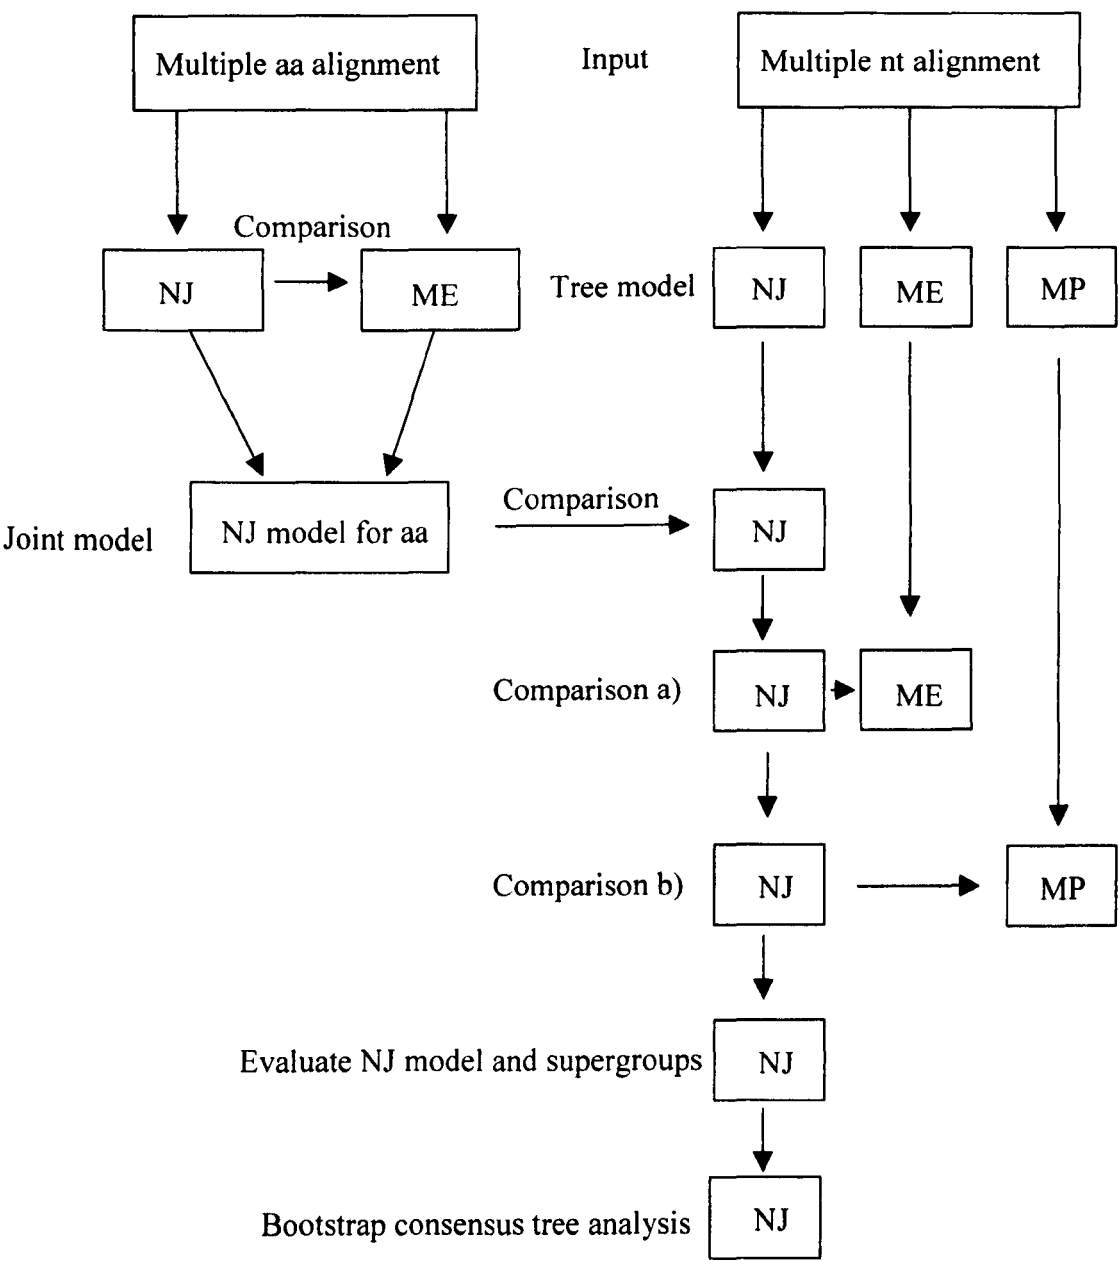 Multiple aa alignment
Input
Multiple nt alignment
Comparison
NJ
ME
Tree model
NJ
ME
MP
Joint model
NJ model for aa
Comparison
NJ
Comparison a)
NJ
ME
Comparison b)
NJ
MP
Evaluate NJ model and supergroups
NJ
Bootstrap consensus tree analysis
NJ